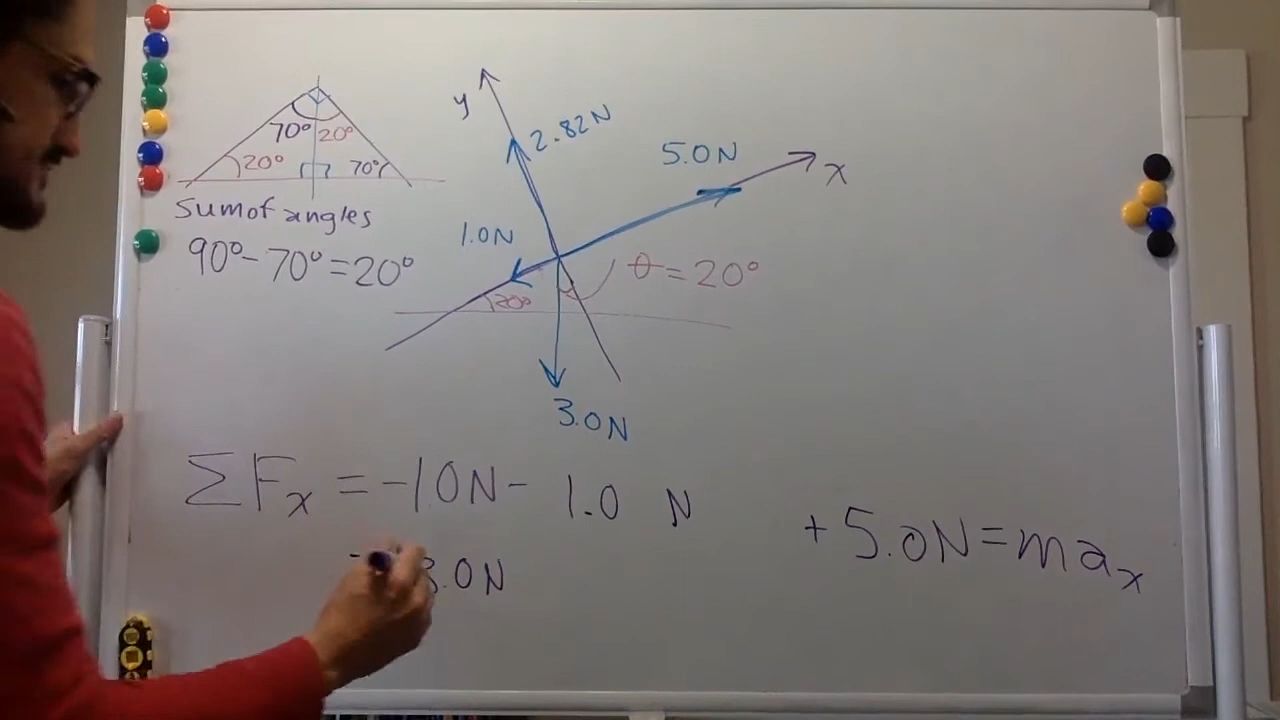 70° 20°
20° 70°
Sum of angles
90° - 70° = 20°
y
2.82N
5.0N
x
1.0N
θ = 20°
20°
3.0N
ΣFx = -1.0N - 1.0 N
+ 5.0N = max
3.0N